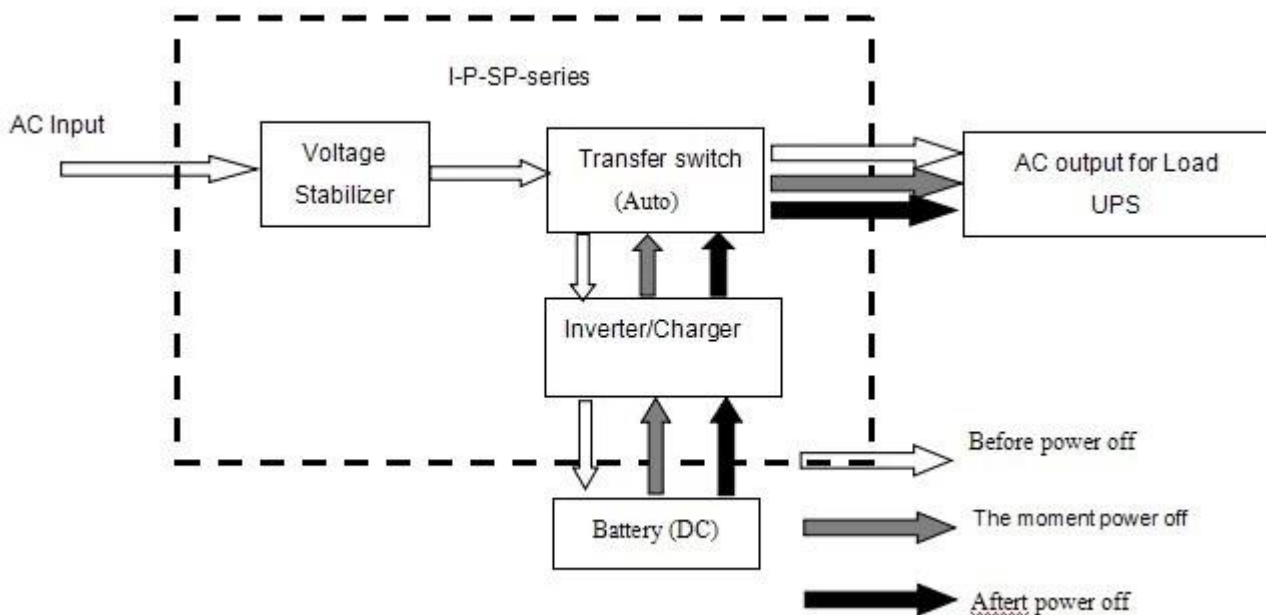 I-P-SP-series
AC Input
Voltage
Stabilizer
Transfer switch
(Auto)
AC output for Load
UPS
Inverter/Charger
Battery (DC)
Before power off
The moment power off
Aftert power off